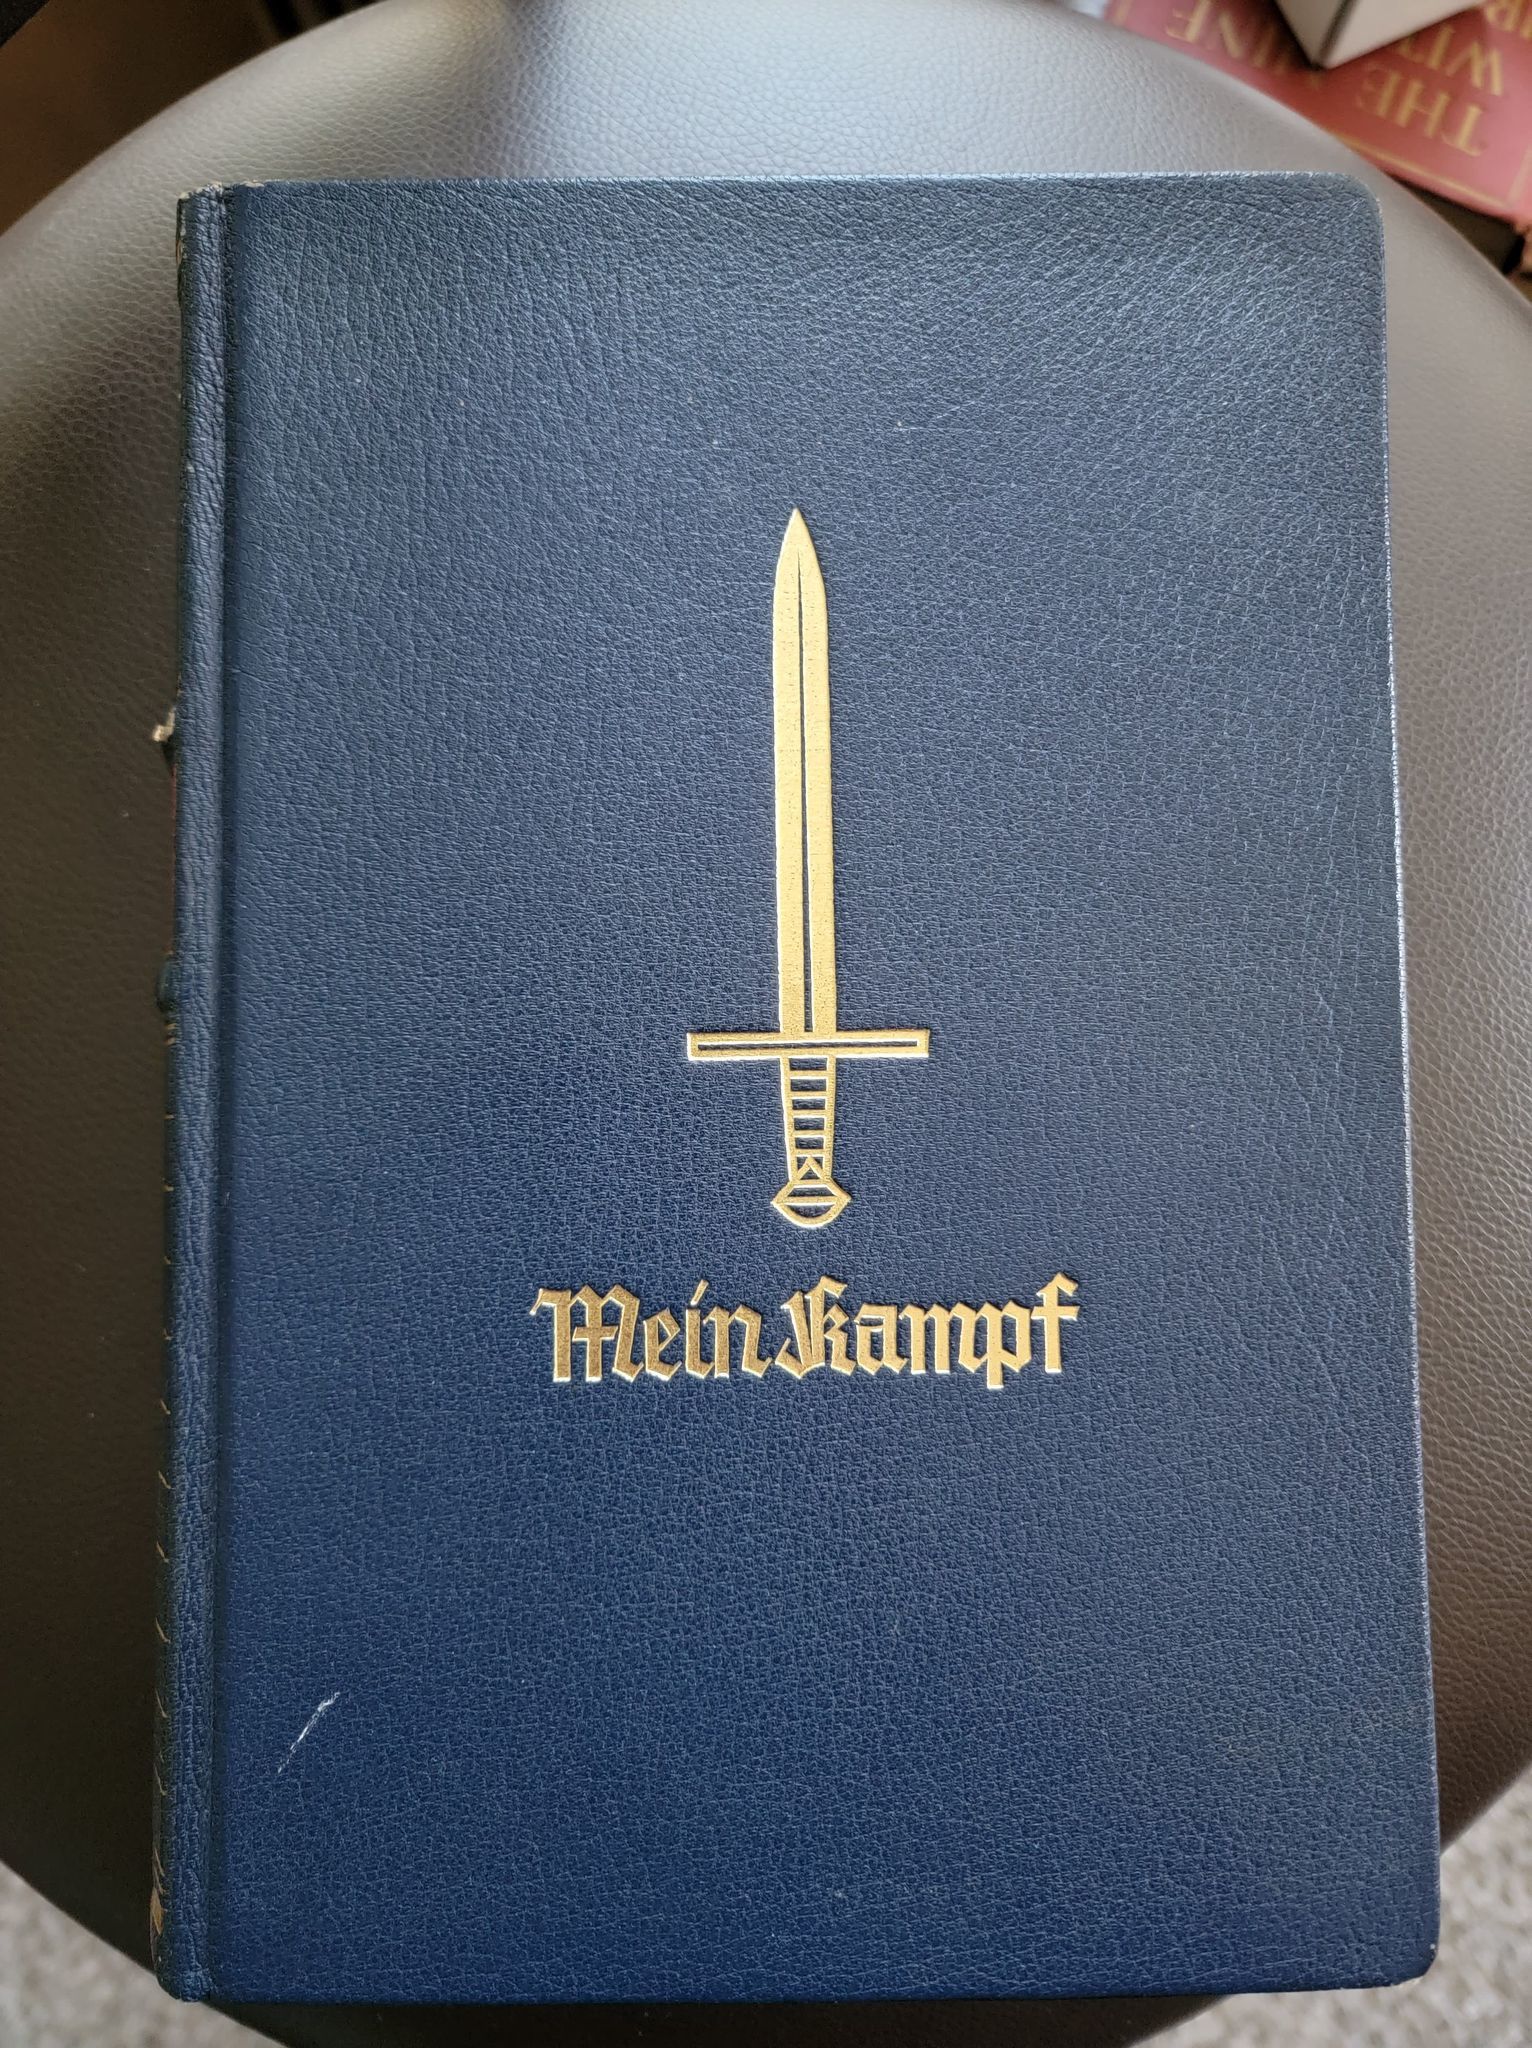 Mein Kampf
THE WINE